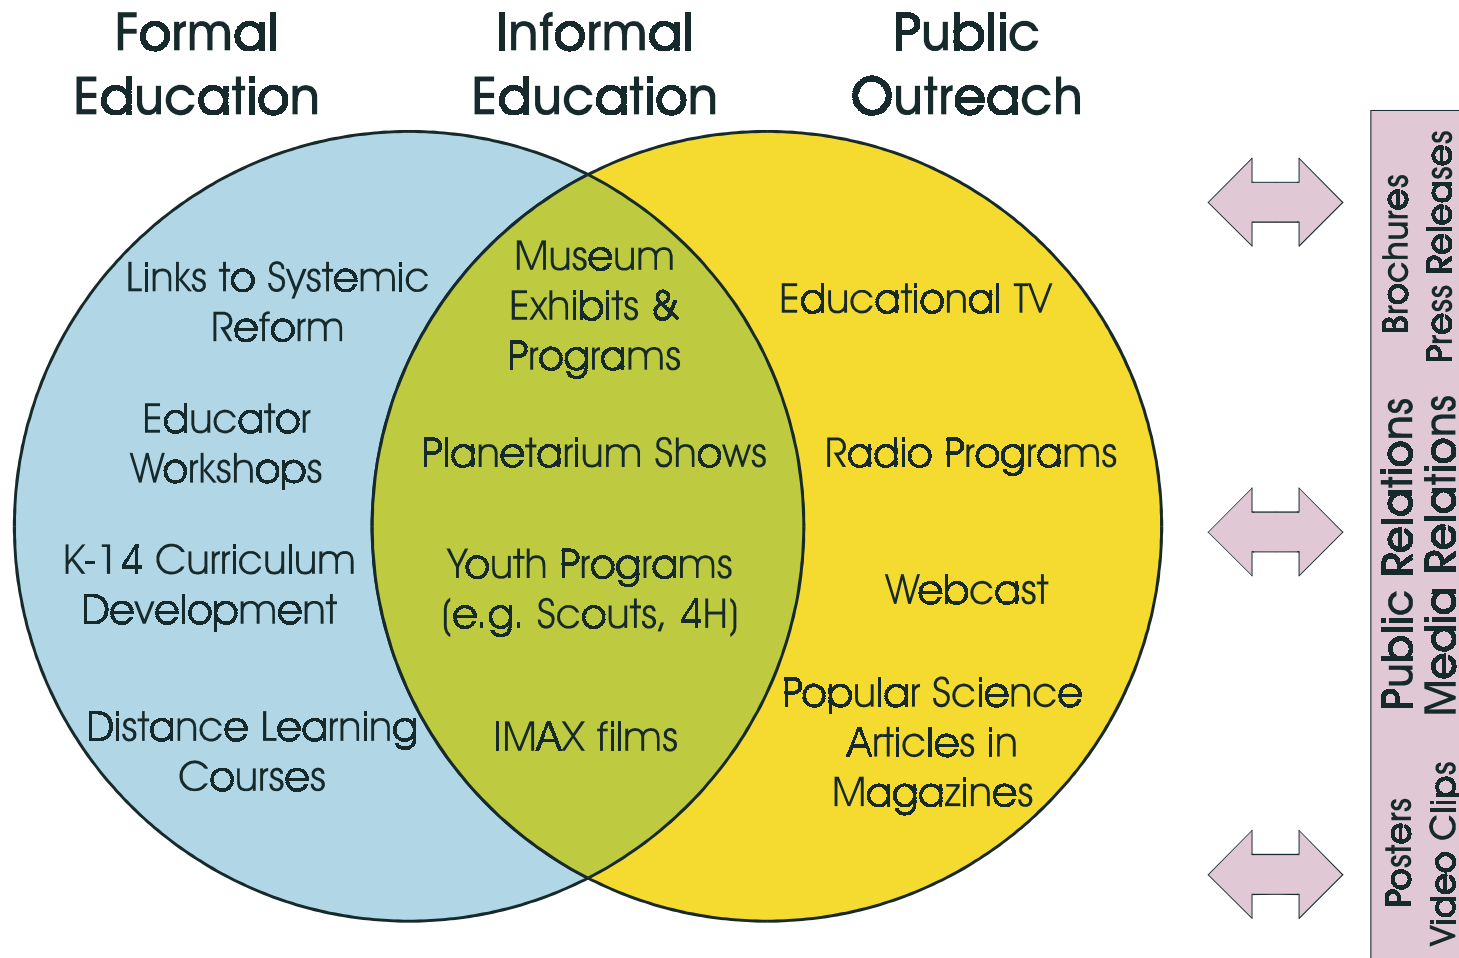 Formal
Education
Informal
Education
Public
Outreach
Links to Systemic
Reform
Educator
Workshops
K-14 Curriculum
Development
Distance Learning
Courses
Museum
Exhibits &
Programs
Planetarium Shows
Youth Programs
(e.g. Scouts, 4H)
IMAX films
Educational TV
Radio Programs
Webcast
Popular Science
Articles in
Magazines
Brochures
Press Releases
Public Relations
Media Relations
Posters
Video Clips